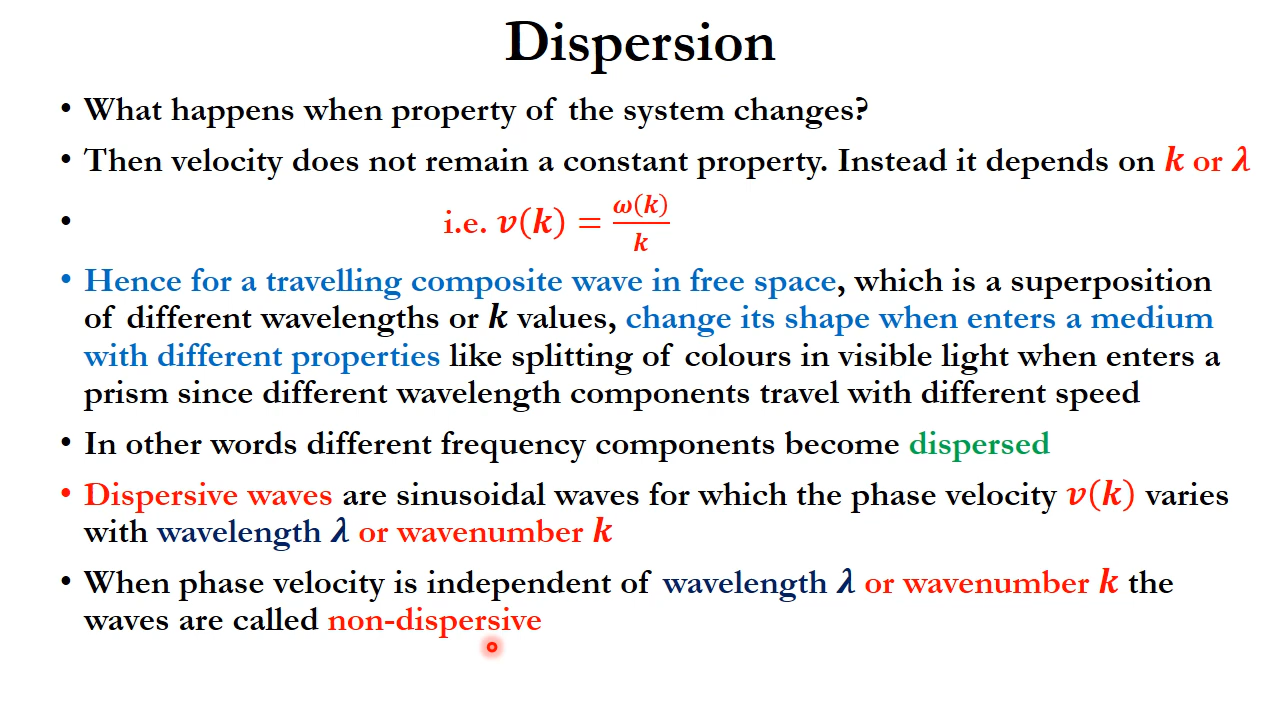 Dispersion
• What happens when property of the system changes?
• Then velocity does not remain a constant property. Instead it depends on k or λ
• i.e. v(k) = ω(k)/k
• Hence for a travelling composite wave in free space, which is a superposition
of different wavelengths or k values, change its shape when enters a medium
with different properties like splitting of colours in visible light when enters a
prism since different wavelength components travel with different speed
• In other words different frequency components become dispersed
• Dispersive waves are sinusoidal waves for which the phase velocity v(k) varies
with wavelength λ or wavenumber k
• When phase velocity is independent of wavelength λ or wavenumber k the
waves are called non-dispersive